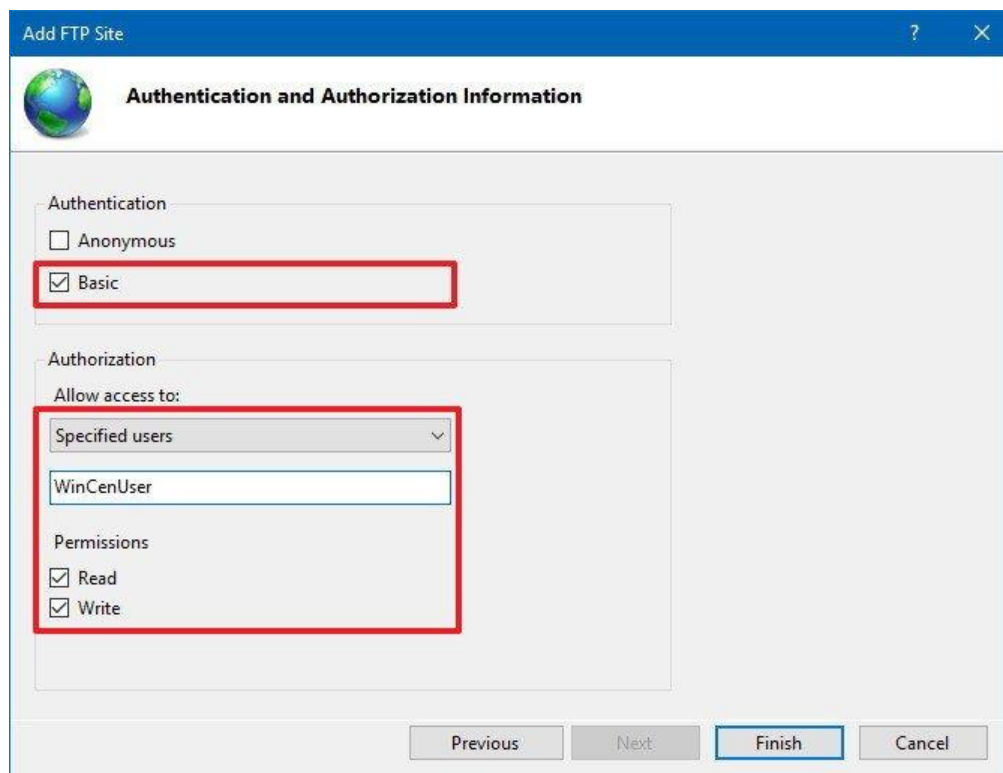 Add FTP Site
Authentication and Authorization Information
Authentication
Anonymous
Basic
Authorization
Allow access to:
Specified users
WinCenUser
Permissions
Read
Write
Previous Next Finish Cancel